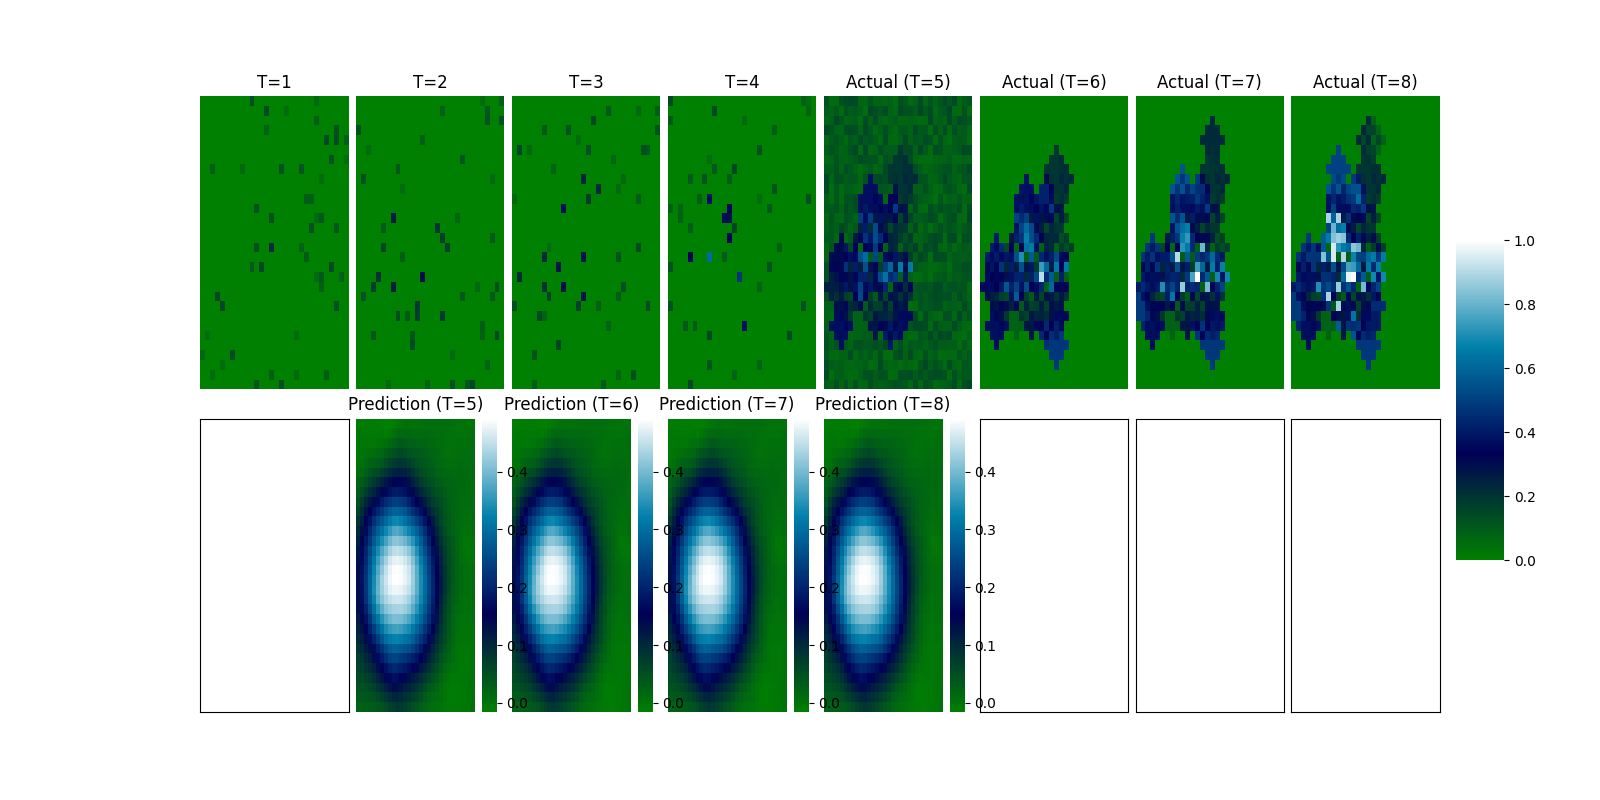 T=1
T=2
T=3
T=4
Actual (T=5)
Actual (T=6)
Actual (T=7)
Actual (T=8)
1.0
0.8
0.6
0.4
0.2
0.0
Prediction (T=5)
Prediction (T=6)
Prediction (T=7)
Prediction (T=8)
0.4
0.3
0.2
0.1
0.0
0.4
0.3
0.2
0.1
0.0
0.4
0.3
0.2
0.1
0.0
0.4
0.3
0.2
0.1
0.0